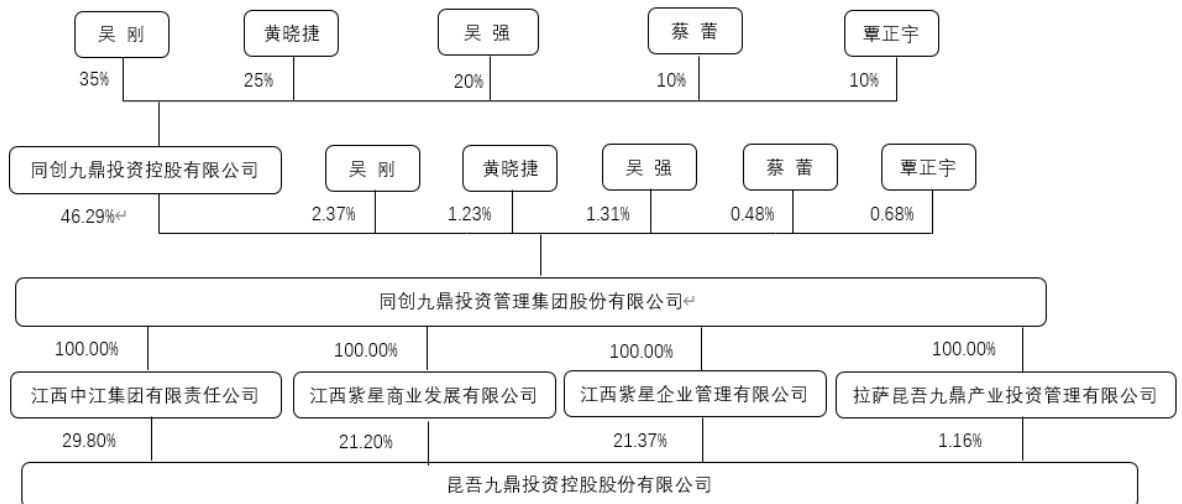 吴 刚 黄晓捷 吴 强 蔡 蕾 覃正宇
35% 25% 20% 10% 10%
同创九鼎投资控股有限公司 吴 刚 黄晓捷 吴 强 蔡 蕾 覃正宇
46.29%↵ 2.37% 1.23% 1.31% 0.48% 0.68%
同创九鼎投资管理集团股份有限公司↵
100.00% 100.00% 100.00% 100.00%
江西中江集团有限责任公司 江西紫星商业发展有限公司 江西紫星企业管理有限公司 拉萨昆吾九鼎产业投资管理有限公司
29.80% 21.20% 21.37% 1.16%
昆吾九鼎投资控股股份有限公司